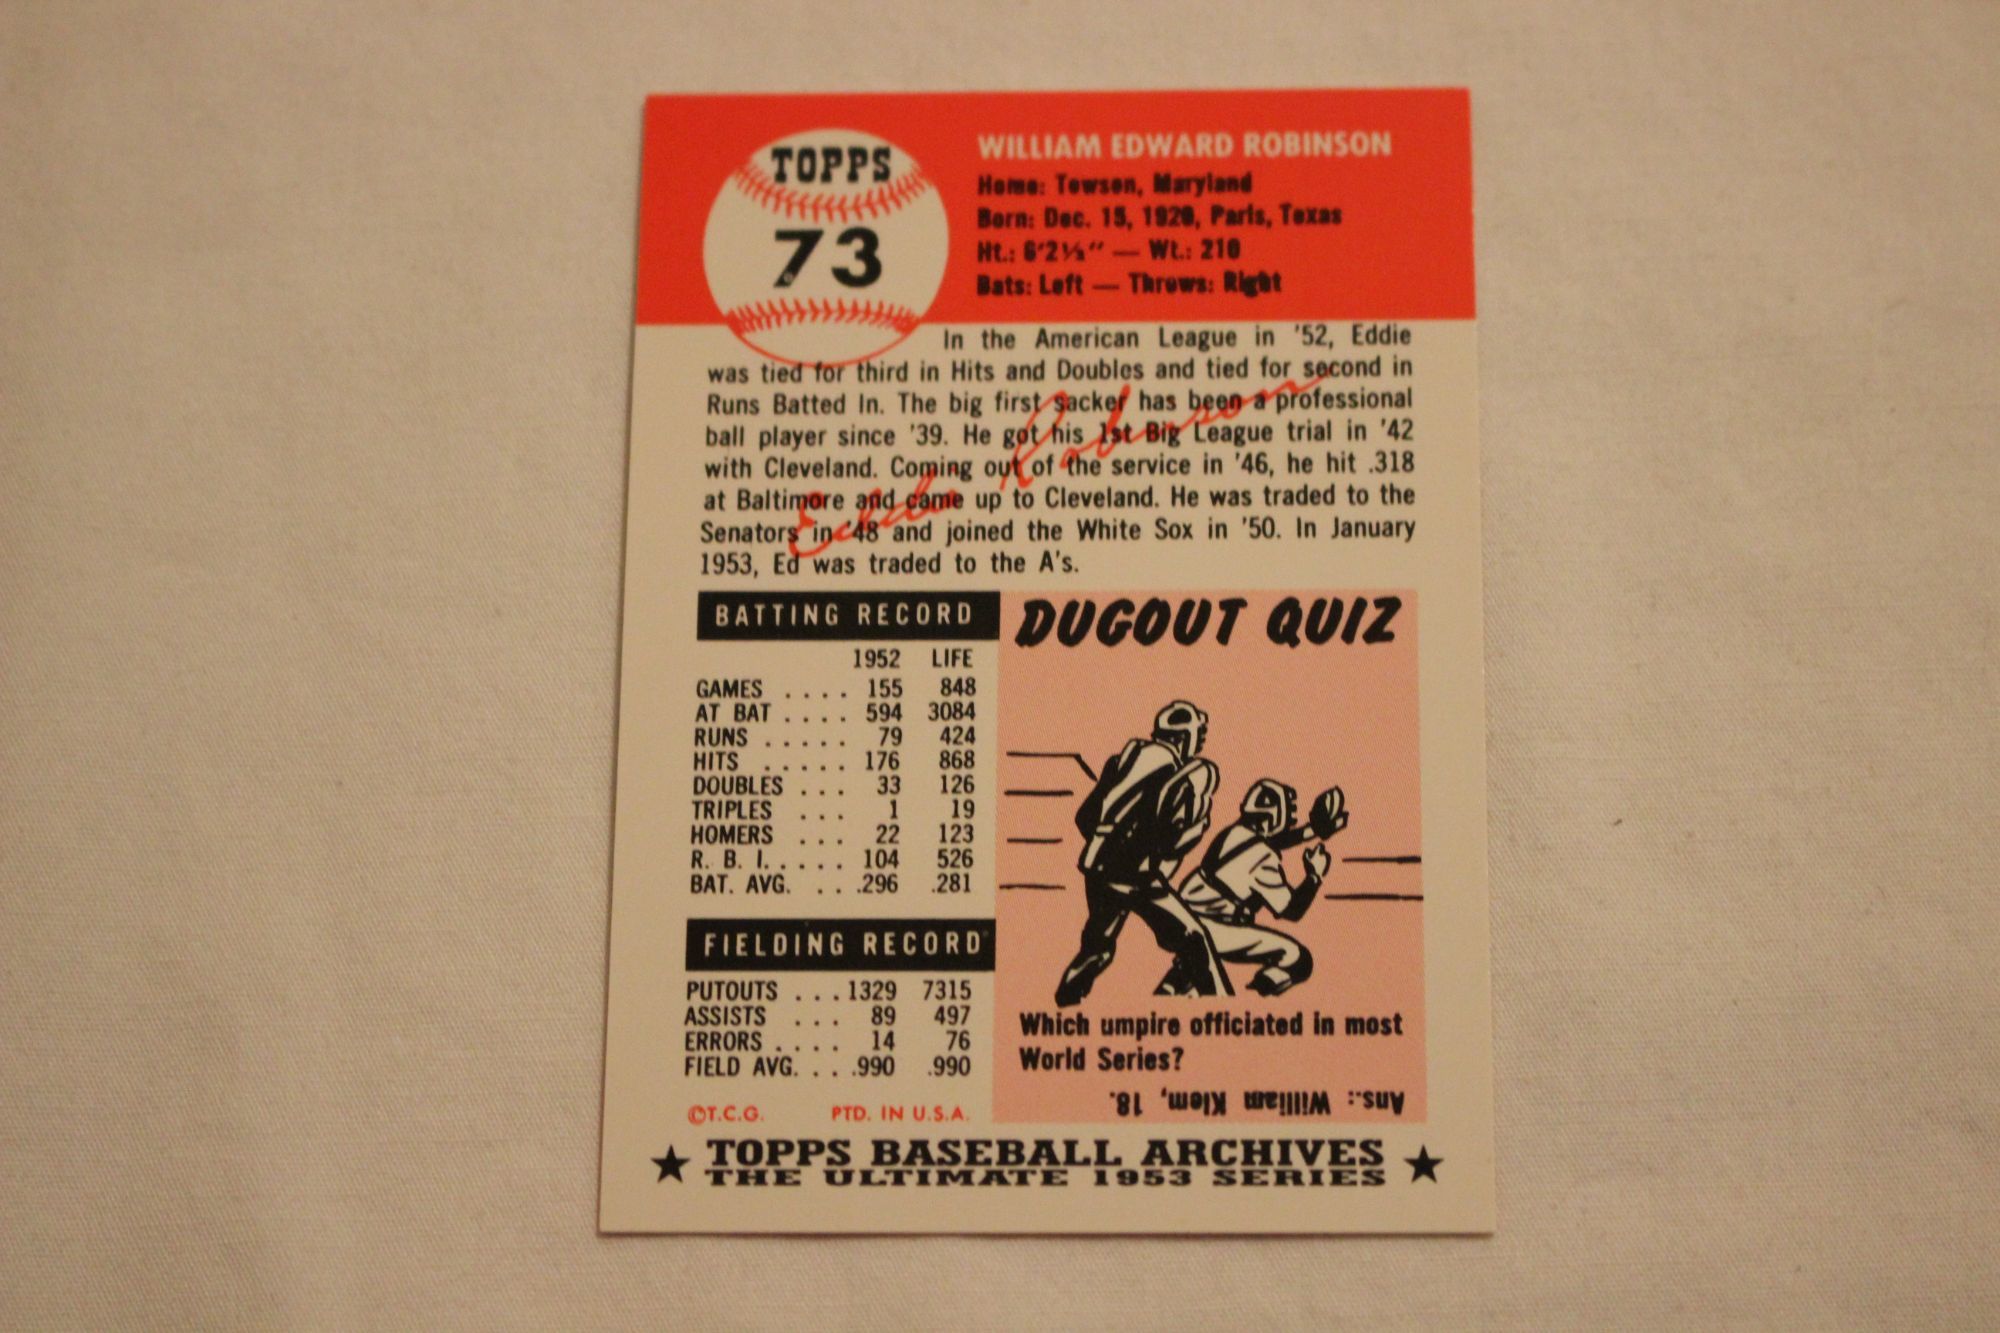 TOPPS
73
WILLIAM EDWARD ROBINSON
Home: Towson, Maryland
Born: Dec. 15, 1920, Paris, Texas
Ht.: 6'2½" — Wt.: 210
Bats: Left — Throws: Right
In the American League in '52, Eddie
was tied for third in Hits and Doubles and tied for second in
Runs Batted In. The big first sacker has been a professional
ball player since '39. He got his 1st Big League trial in '42
with Cleveland. Coming out of the service in '46, he hit .318
at Baltimore and came up to Cleveland. He was traded to the
Senators in '48 and joined the White Sox in '50. In January
1953, Ed was traded to the A's.
Eddie Robinson
BATTING RECORD
1952 LIFE
GAMES .... 155 848
AT BAT .... 594 3084
RUNS ..... 79 424
HITS ..... 176 868
DOUBLES ... 33 126
TRIPLES ... 1 19
HOMERS ... 22 123
R. B. I. .... 104 526
BAT. AVG. .. .296 .281
FIELDING RECORD
PUTOUTS ... 1329 7315
ASSISTS ... 89 497
ERRORS .... 14 76
FIELD AVG. ... .990 .990
©T.C.G. PTD. IN U.S.A.
DUGOUT QUIZ
Which umpire officiated in most
World Series?
Ans.: William Klem, 18.
TOPPS BASEBALL ARCHIVES
THE ULTIMATE 1953 SERIES